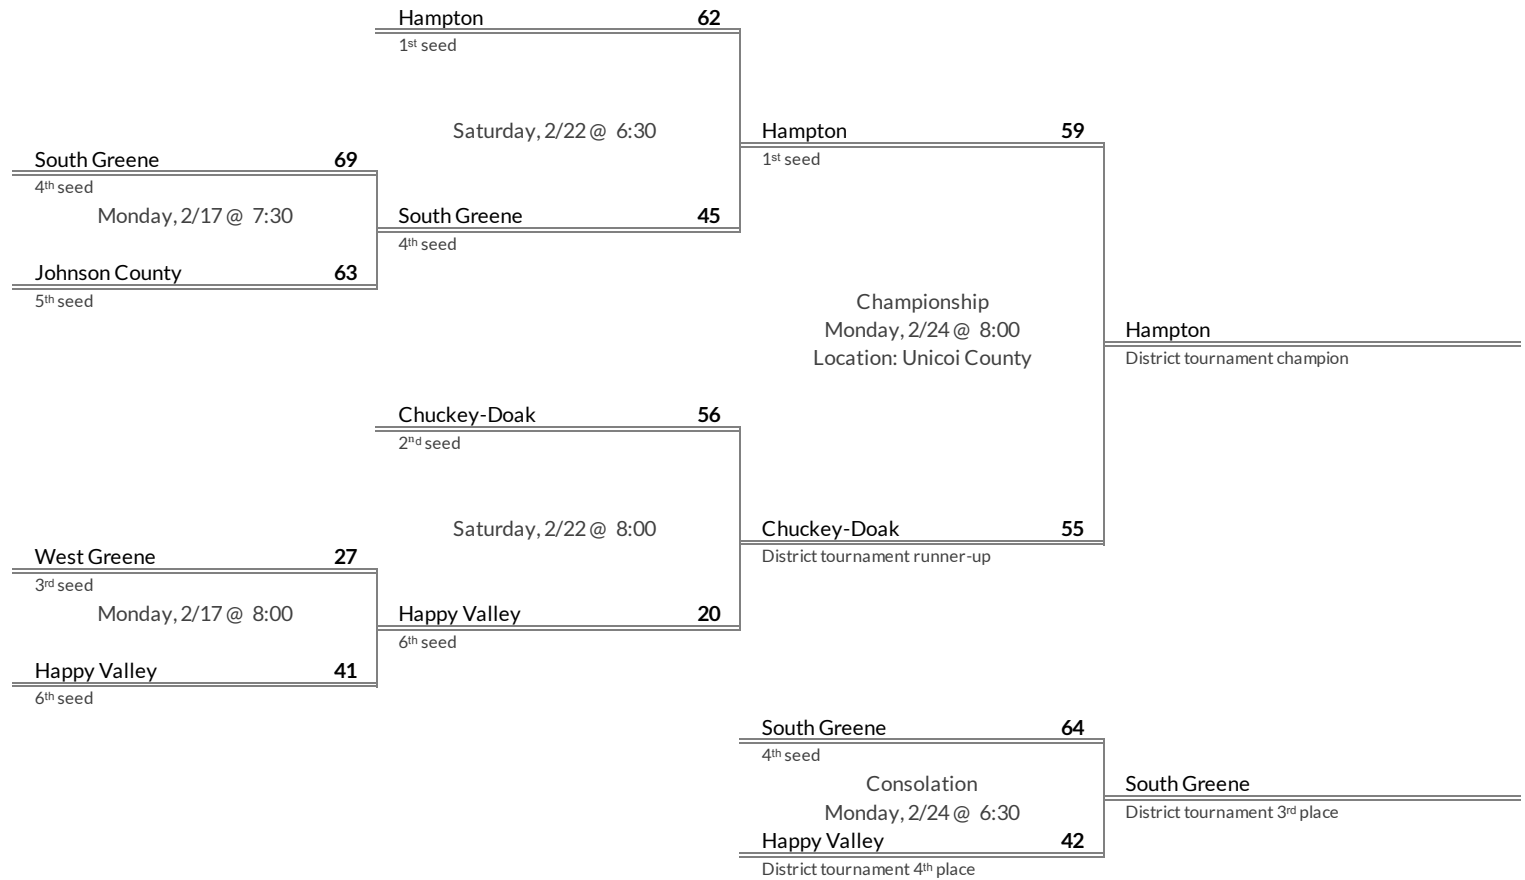 Hampton 62
1st seed
Saturday, 2/22 @ 6:30
Hampton 59
1st seed
South Greene 69
4th seed
Monday, 2/17 @ 7:30
South Greene 45
4th seed
Johnson County 63
5th seed
Championship
Monday, 2/24 @ 8:00
Location: Unicoi County
Hampton
District tournament champion
Chuckey-Doak 56
2nd seed
Saturday, 2/22 @ 8:00
Chuckey-Doak 55
District tournament runner-up
West Greene 27
3rd seed
Monday, 2/17 @ 8:00
Happy Valley 20
6th seed
Happy Valley 41
6th seed
South Greene 64
4th seed
Consolation
Monday, 2/24 @ 6:30
South Greene
District tournament 3rd place
Happy Valley 42
District tournament 4th place